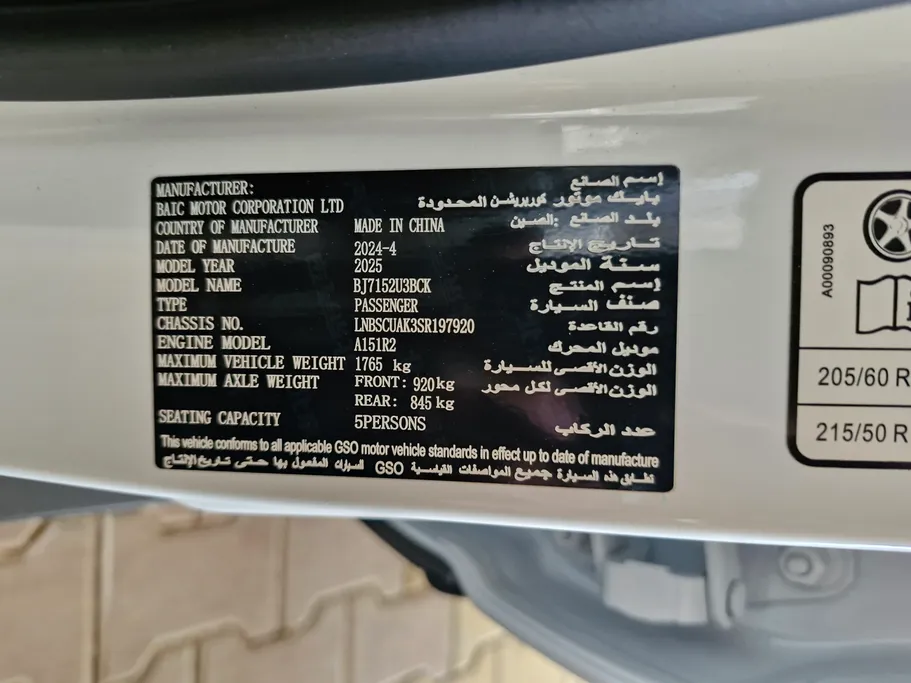 MANUFACTURER: إسم الصانع
BAIC MOTOR CORPORATION LTD بايك موتور كوربريشن المحدودة
COUNTRY OF MANUFACTURER MADE IN CHINA بلد الصانع :الصين
DATE OF MANUFACTURE 2024-4 تاريخ الإنتاج
MODEL YEAR 2025 سنة الموديل
MODEL NAME BJ7152U3BCK إسم المنتج
TYPE PASSENGER صنف السيارة
CHASSIS NO. LNBSCUAK3SR197920 رقم القاعدة
ENGINE MODEL A151R2 موديل المحرك
MAXIMUM VEHICLE WEIGHT 1765 kg الوزن الأقصى للسيارة
MAXIMUM AXLE WEIGHT FRONT: 920kg الوزن الأقصى لكل محور
REAR: 845 kg
SEATING CAPACITY 5PERSONS عدد الركاب
This vehicle conforms to all applicable GSO motor vehicle standards in effect up to date of manufacture
تطابق هذه السيارة جميع المواصفات القياسية GSO السيارات المفعول بها حتى تاريخ الإنتاج
A00090893
205/60 R
215/50 R